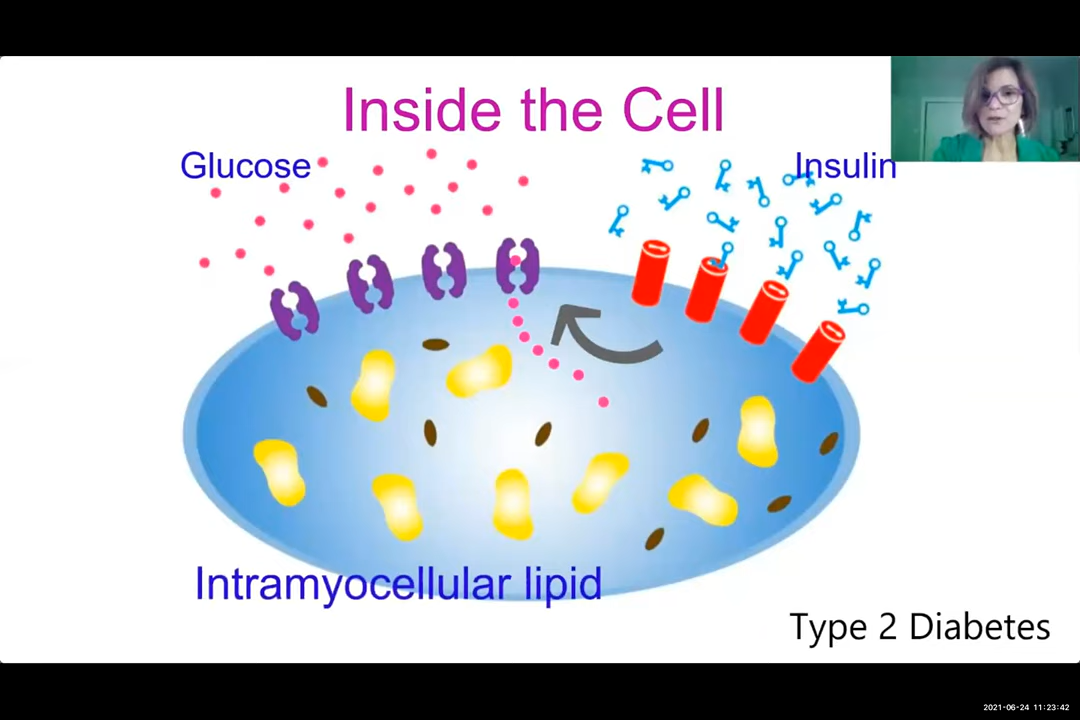 Inside the Cell
Glucose
Insulin
Intramyocellular lipid
Type 2 Diabetes
2021-06-24 11:23:42